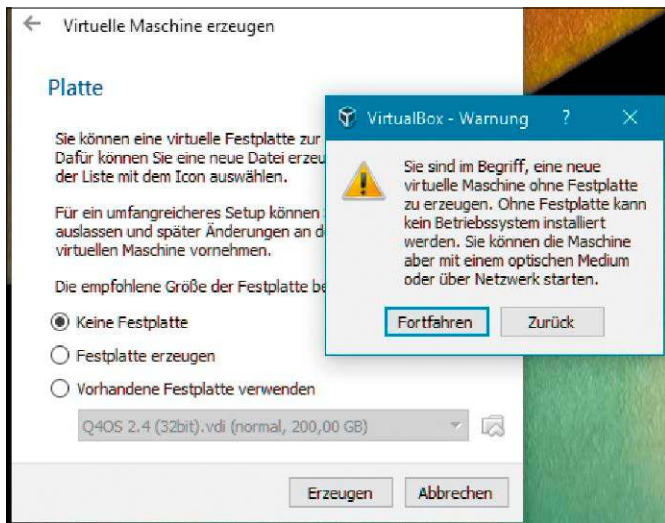 Virtuelle Maschine erzeugen
Platte
Sie können eine virtuelle Festplatte zur
Dafür können Sie eine neue Datei erzeu
der Liste mit dem Icon auswählen.
Für ein umfangreicheres Setup können
auslassen und später Änderungen an d
virtuellen Maschine vornehmen.
Die empfohlene Größe der Festplatte be
Keine Festplatte
Festplatte erzeugen
Vorhandene Festplatte verwenden
Q4OS 2.4 (32bit).vdi (normal, 200,00 GB)
Erzeugen Abbrechen
VirtualBox - Warnung ? ×
Sie sind im Begriff, eine neue
virtuelle Maschine ohne Festplatte
zu erzeugen. Ohne Festplatte kann
kein Betriebssystem installiert
werden. Sie können die Maschine
aber mit einem optischen Medium
oder über Netzwerk starten.
Fortfahren Zurück